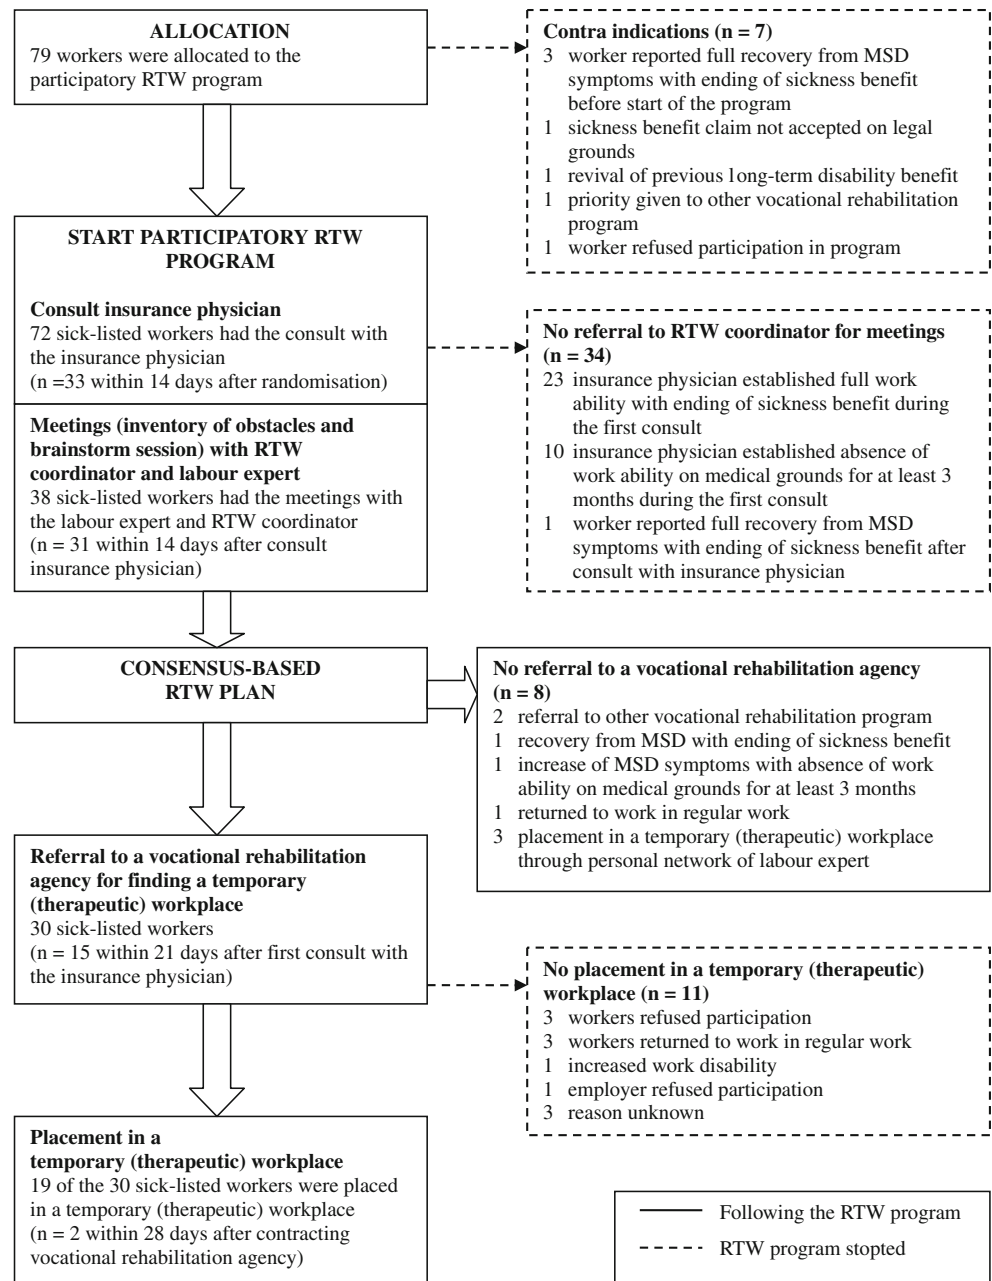 ALLOCATION
79 workers were allocated to the
participatory RTW program
Contra indications (n = 7)
3 worker reported full recovery from MSD
symptoms with ending of sickness benefit
before start of the program
1 sickness benefit claim not accepted on legal
grounds
1 revival of previous long-term disability benefit
1 priority given to other vocational rehabilitation
program
1 worker refused participation in program
START PARTICIPATORY RTW
PROGRAM
Consult insurance physician
72 sick-listed workers had the consult with
the insurance physician
(n =33 within 14 days after randomisation)
No referral to RTW coordinator for meetings
(n = 34)
23 insurance physician established full work
ability with ending of sickness benefit during
the first consult
10 insurance physician established absence of
work ability on medical grounds for at least 3
months during the first consult
1 worker reported full recovery from MSD
symptoms with ending of sickness benefit after
consult with insurance physician
Meetings (inventory of obstacles and
brainstorm session) with RTW
coordinator and labour expert
38 sick-listed workers had the meetings with
the labour expert and RTW coordinator
(n = 31 within 14 days after consult
insurance physician)
CONSENSUS-BASED
RTW PLAN
No referral to a vocational rehabilitation agency
(n = 8)
2 referral to other vocational rehabilitation program
1 recovery from MSD with ending of sickness benefit
1 increase of MSD symptoms with absence of work
ability on medical grounds for at least 3 months
1 returned to work in regular work
3 placement in a temporary (therapeutic) workplace
through personal network of labour expert
Referral to a vocational rehabilitation
agency for finding a temporary
(therapeutic) workplace
30 sick-listed workers
(n = 15 within 21 days after first consult with
the insurance physician)
No placement in a temporary (therapeutic)
workplace (n = 11)
3 workers refused participation
3 workers returned to work in regular work
1 increased work disability
1 employer refused participation
3 reason unknown
Placement in a
temporary (therapeutic) workplace
19 of the 30 sick-listed workers were placed
in a temporary (therapeutic) workplace
(n = 2 within 28 days after contracting
vocational rehabilitation agency)
Following the RTW program
RTW program stopted